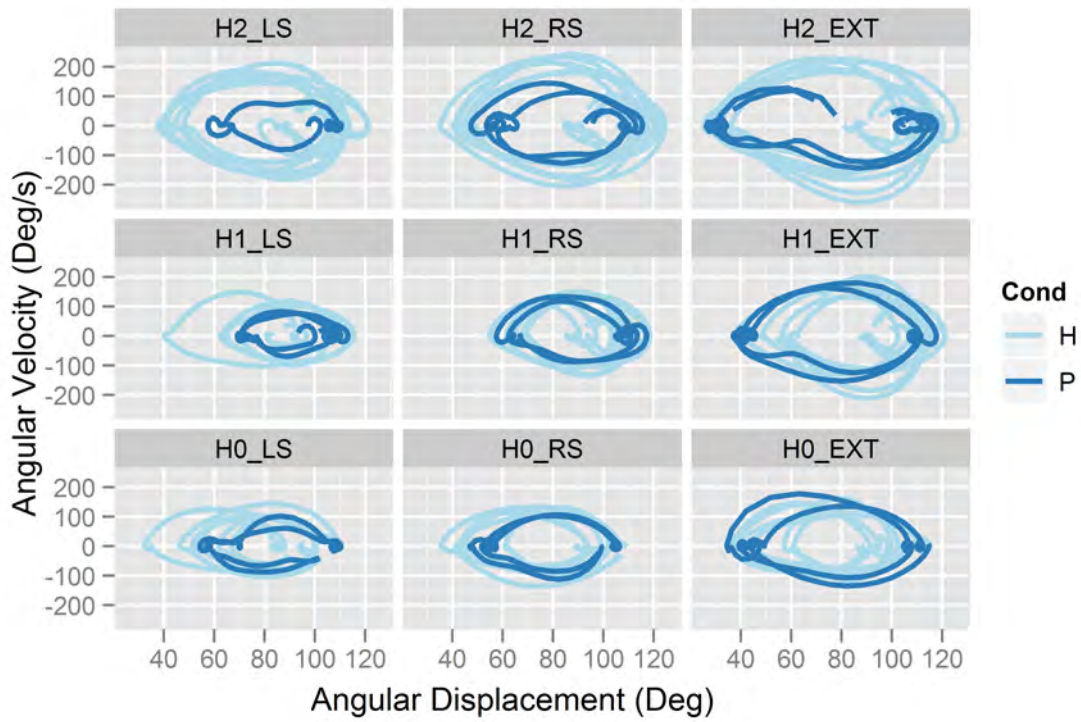 H2_LS H2_RS H2_EXT
200
100
0
-100
-200
H1_LS H1_RS H1_EXT
200
100
0
-100
-200
H0_LS H0_RS H0_EXT
200
100
0
-100
-200
40 60 80 100 120 40 60 80 100 120 40 60 80 100 120
Angular Displacement (Deg)
Angular Velocity (Deg/s)
Cond
H
P